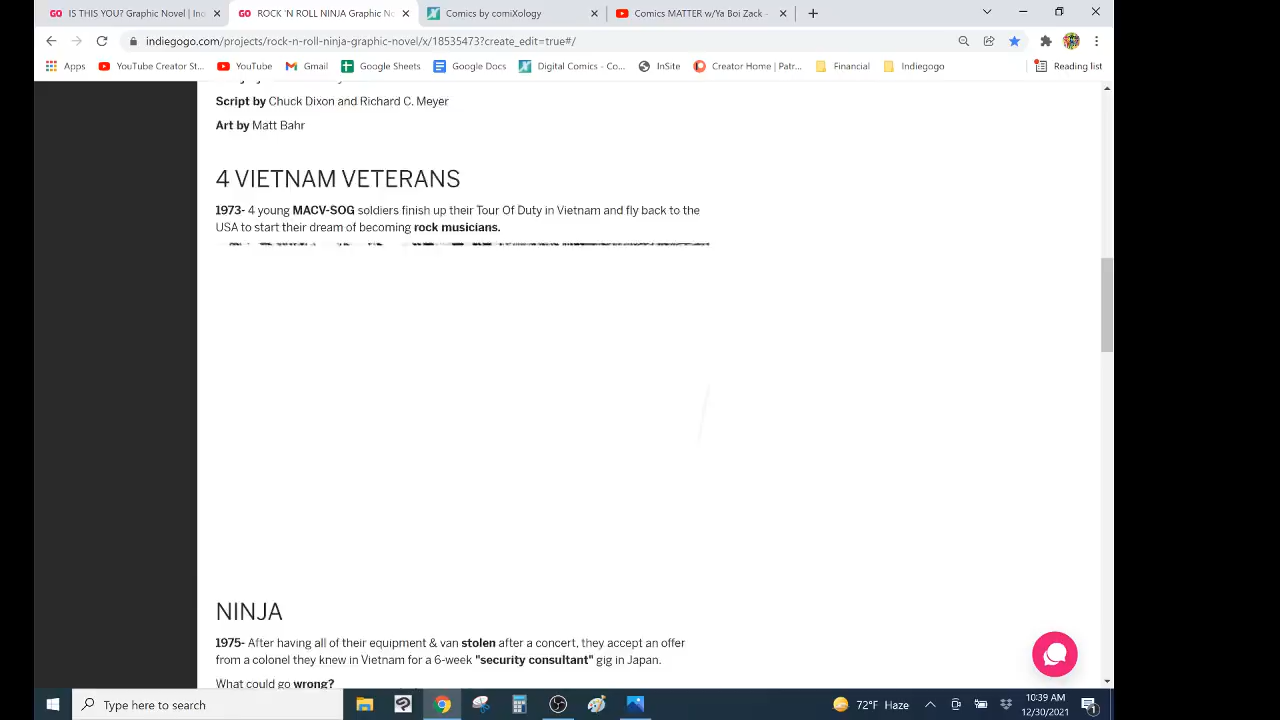 GO IS THIS YOU? Graphic Novel | Ind
GO ROCK 'N ROLL NINJA Graphic N
Comics by comiXology
Comics MATTER w/Ya Boi Zack -
indiegogo.com/projects/rock-n-roll-ninja-graphic-novel/x/18535473?create_edit=true#/
Apps YouTube Creator St... YouTube Gmail Google Sheets Google Docs Digital Comics - Co... InSite Creator Home | Patr... Financial Indiegogo Reading list
Script by Chuck Dixon and Richard C. Meyer
Art by Matt Bahr
4 VIETNAM VETERANS
1973- 4 young MACV-SOG soldiers finish up their Tour Of Duty in Vietnam and fly back to the
USA to start their dream of becoming rock musicians.
NINJA
1975- After having all of their equipment & van stolen after a concert, they accept an offer
from a colonel they knew in Vietnam for a 6-week "security consultant" gig in Japan.
What could go wrong?
Type here to search
72°F Haze
10:39 AM
12/30/2021
1